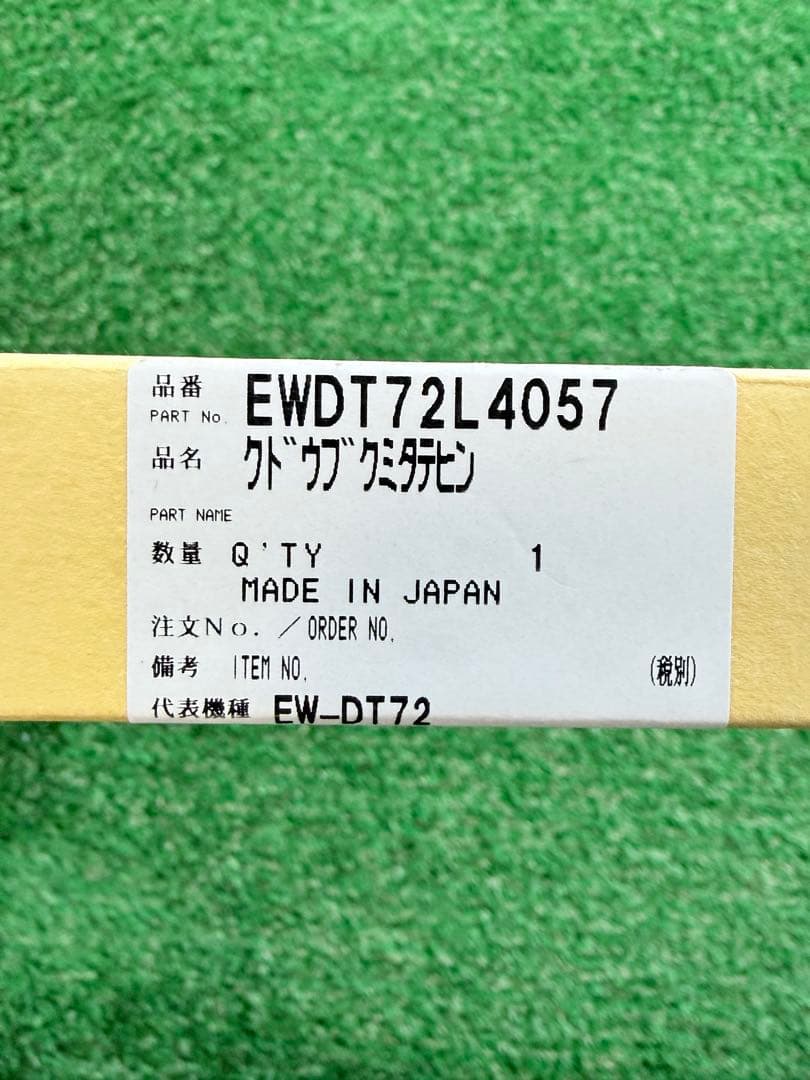 品番 EWDT72L4057
PART No.
品名 クドウブクミタテヒン
PART NAME
数量 Q'TY 1
MADE IN JAPAN
注文No.／ORDER NO.
備考 ITEM NO. (税別)
代表機種 EW-DT72